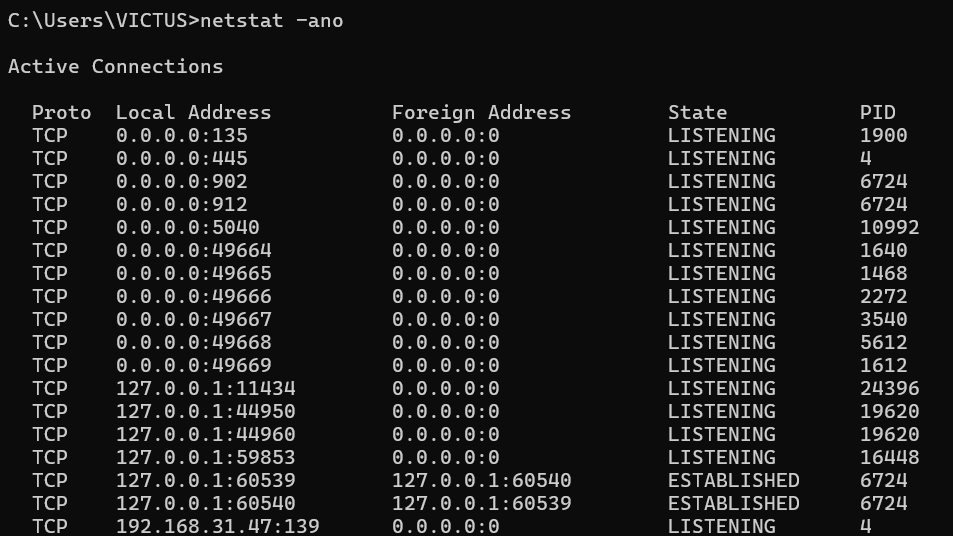 C:\Users\VICTUS>netstat -ano
Active Connections
Proto  Local Address          Foreign Address        State           PID
TCP    0.0.0.0:135            0.0.0.0:0              LISTENING       1900
TCP    0.0.0.0:445            0.0.0.0:0              LISTENING       4
TCP    0.0.0.0:902            0.0.0.0:0              LISTENING       6724
TCP    0.0.0.0:912            0.0.0.0:0              LISTENING       6724
TCP    0.0.0.0:5040           0.0.0.0:0              LISTENING       10992
TCP    0.0.0.0:49664          0.0.0.0:0              LISTENING       1640
TCP    0.0.0.0:49665          0.0.0.0:0              LISTENING       1468
TCP    0.0.0.0:49666          0.0.0.0:0              LISTENING       2272
TCP    0.0.0.0:49667          0.0.0.0:0              LISTENING       3540
TCP    0.0.0.0:49668          0.0.0.0:0              LISTENING       5612
TCP    0.0.0.0:49669          0.0.0.0:0              LISTENING       1612
TCP    127.0.0.1:11434        0.0.0.0:0              LISTENING       24396
TCP    127.0.0.1:44950        0.0.0.0:0              LISTENING       19620
TCP    127.0.0.1:44960        0.0.0.0:0              LISTENING       19620
TCP    127.0.0.1:59853        0.0.0.0:0              LISTENING       16448
TCP    127.0.0.1:60539        127.0.0.1:60540        ESTABLISHED     6724
TCP    127.0.0.1:60540        127.0.0.1:60539        ESTABLISHED     6724
TCP    192.168.31.47:139      0.0.0.0:0              LISTENING       4